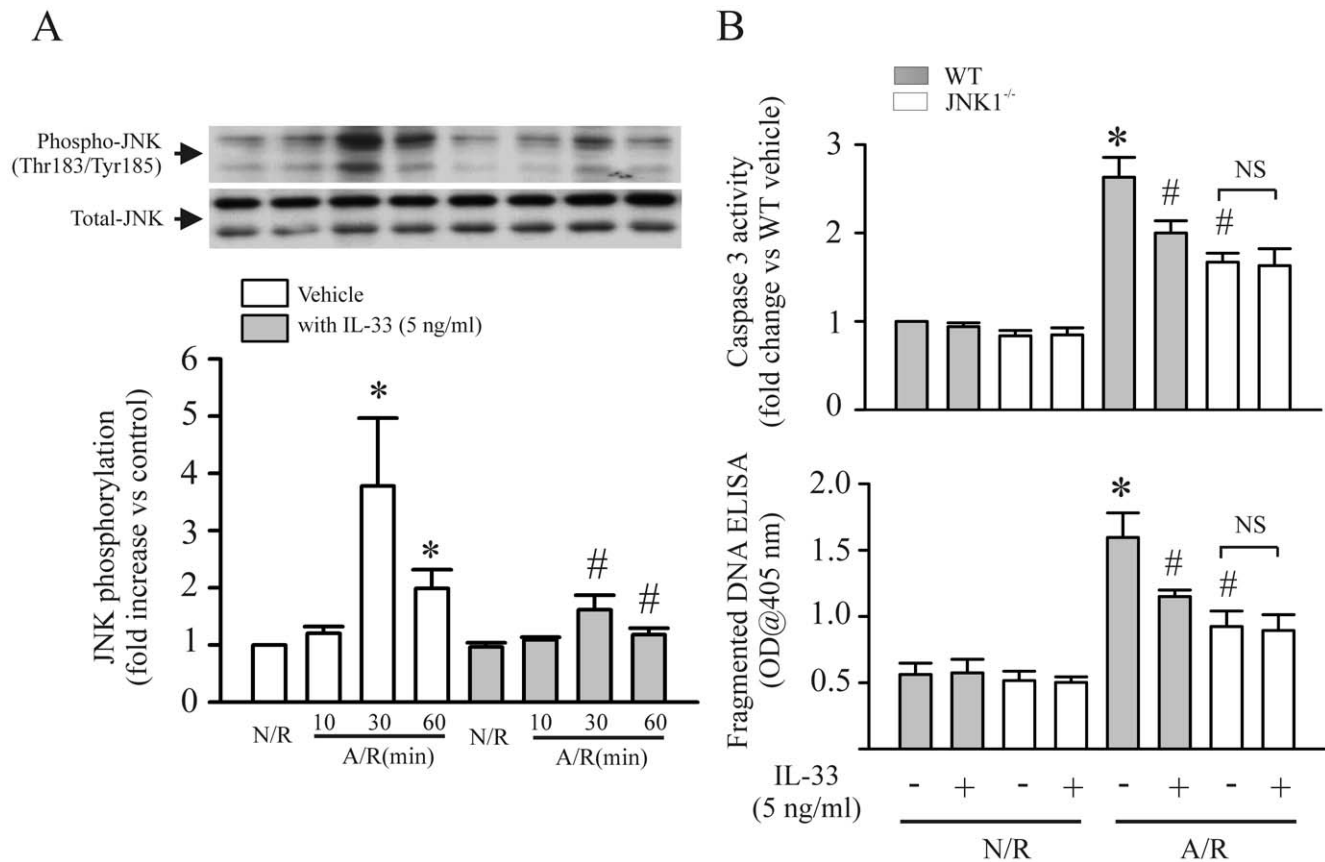 A
Phospho-JNK
(Thr183/Tyr185)
Total-JNK
Vehicle
with IL-33 (5 ng/ml)
JNK phosphorylation
(fold increase vs control)
6
5
4
3
2
1
0
*
*
#
#
N/R
10
30
60
N/R
10
30
60
A/R(min)
A/R(min)
B
WT
JNK1-/-
Caspase 3 activity
(fold change vs WT vehicle)
3
2
1
0
*
#
#
NS
Fragmented DNA ELISA
(OD@405 nm)
2.0
1.5
1.0
0.5
*
#
#
NS
IL-33
(5 ng/ml)
- + - + - + - +
N/R
A/R